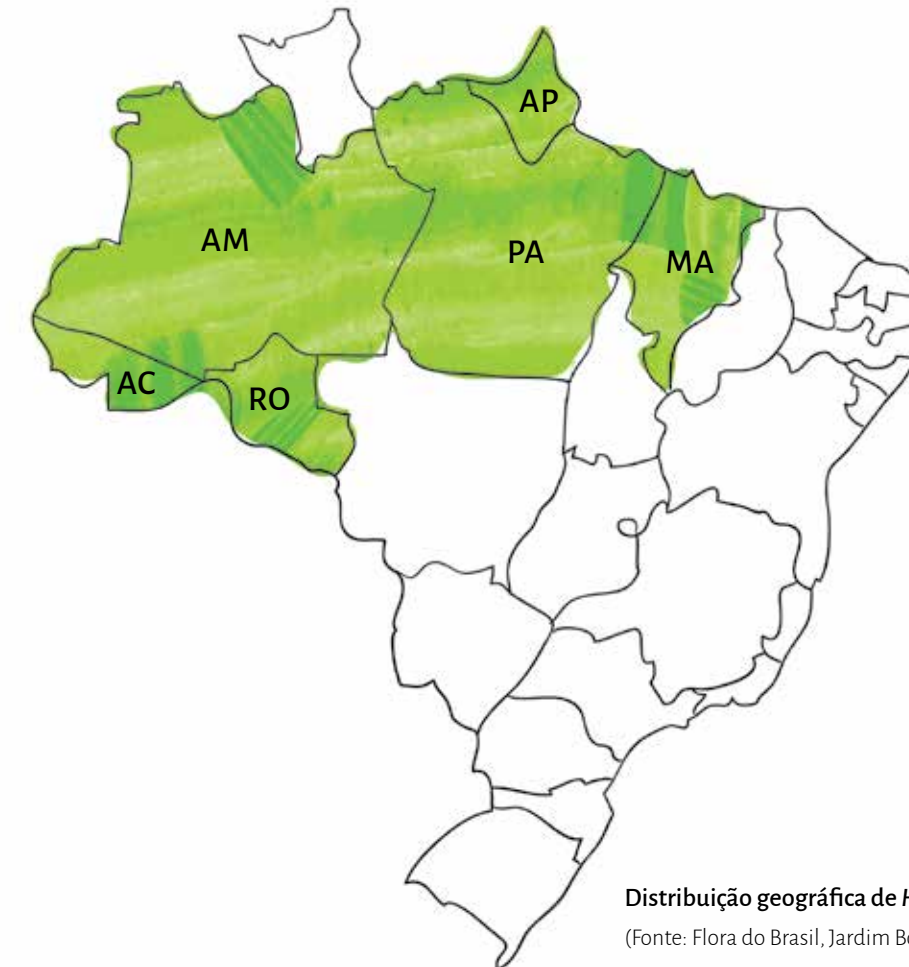 AP
AM
PA
MA
AC
RO
Distribuição geográfica de
(Fonte: Flora do Brasil, Jardim